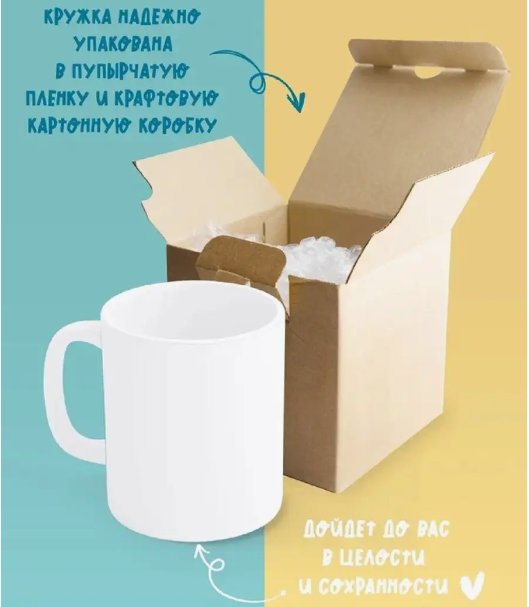 КРУЖКА НАДЕЖНО
УПАКОВАНА
В ПУПЫРЧАТУЮ
ПЛЕНКУ И КРАФТОВУЮ
КАРТОННУЮ КОРОБКУ
ДОЙДЕТ ДО ВАС
В ЦЕЛОСТИ
И СОХРАННОСТИ